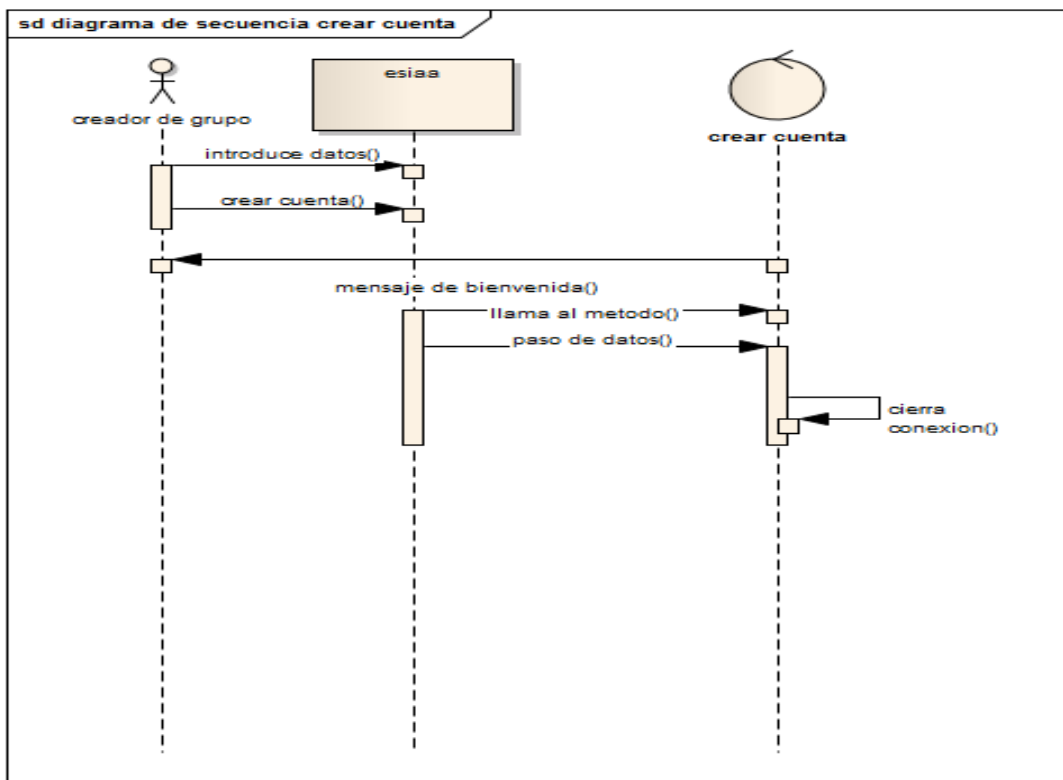 sd diagrama de secuencia crear cuenta
esiaa
creador de grupo
crear cuenta
introduce datos()
crear cuenta()
mensaje de bienvenida()
llama al metodo()
paso de datos()
cierra
conexion()